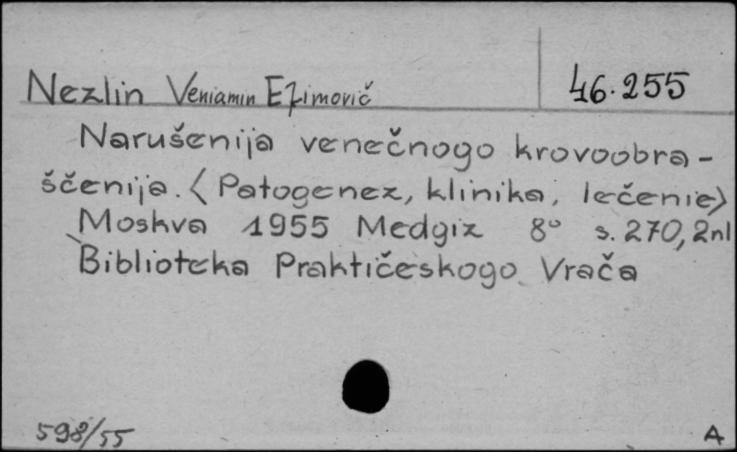 Nezlin Veniamin Efimovič
46.255
Narušenija venečnogo krovoobra-
ščenija. <Patogenez, klinika, lečenie>
Moskva 1955 Medgiz 8° s. 270, 2nl
Biblioteka Praktičeskogo Vrača
598/55
A